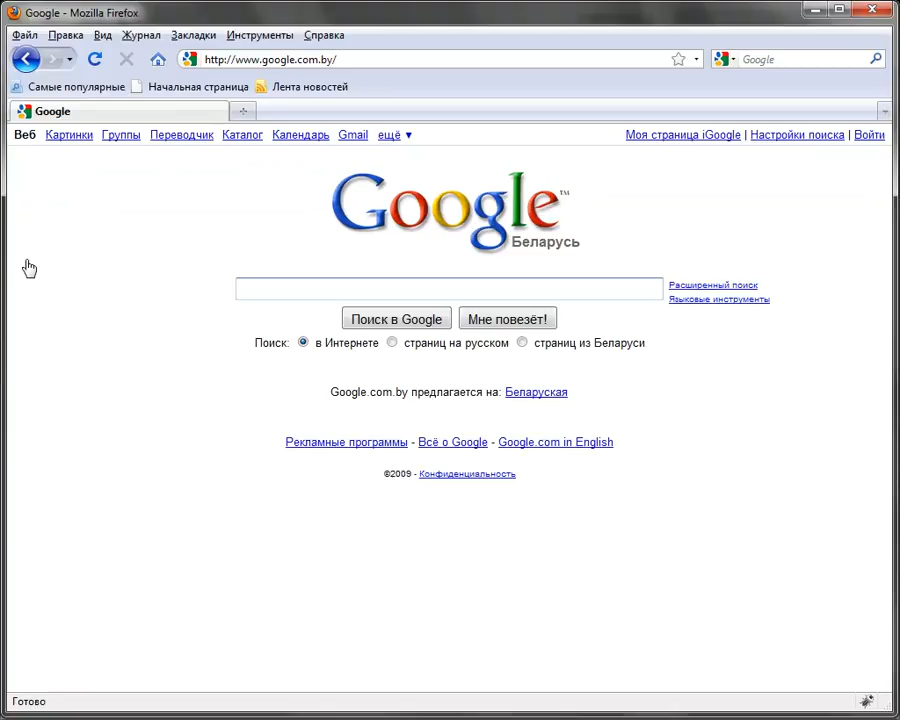 Google - Mozilla Firefox
Файл Правка Вид Журнал Закладки Инструменты Справка
http://www.google.com.by/ Google
Самые популярные Начальная страница Лента новостей
Google
Веб Картинки Группы Переводчик Каталог Календарь Gmail ещё ▼ Моя страница iGoogle | Настройки поиска | Войти
Google™
Беларусь
Расширенный поиск
Языковые инструменты
Поиск в Google Мне повезёт!
Поиск: в Интернете страниц на русском страниц из Беларуси
Google.com.by предлагается на: Беларуская
Рекламные программы - Всё о Google - Google.com in English
©2009 - Конфиденциальность
Готово